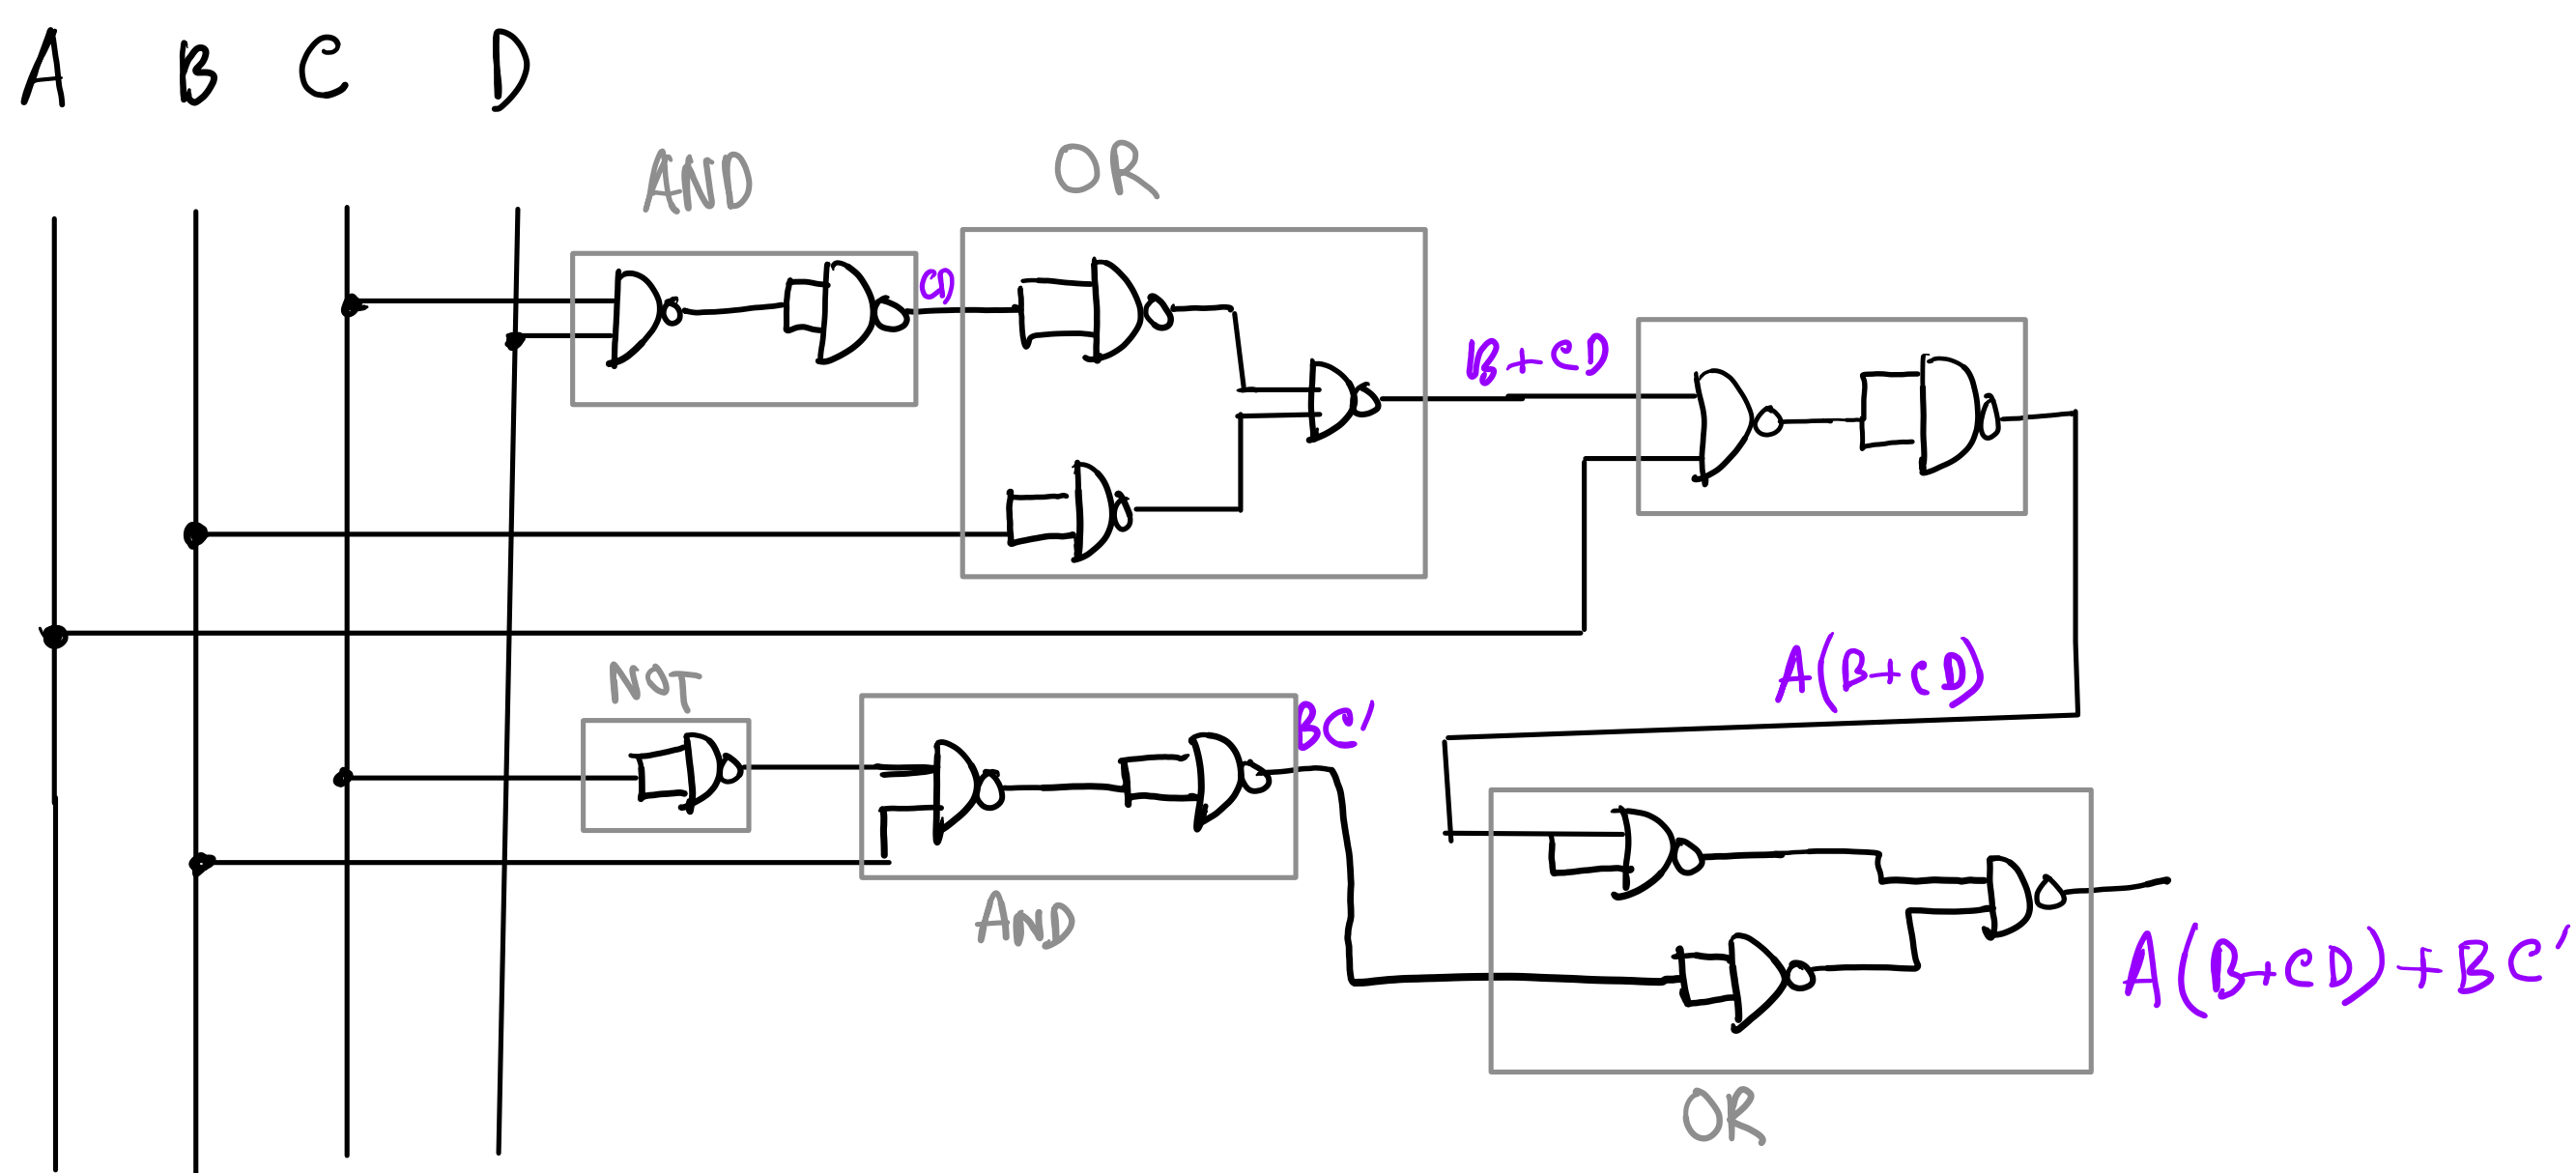 A B C D
AND
OR
CD
B+CD
A(B+CD)
NOT
BC'
AND
A(B+CD)+BC'
OR